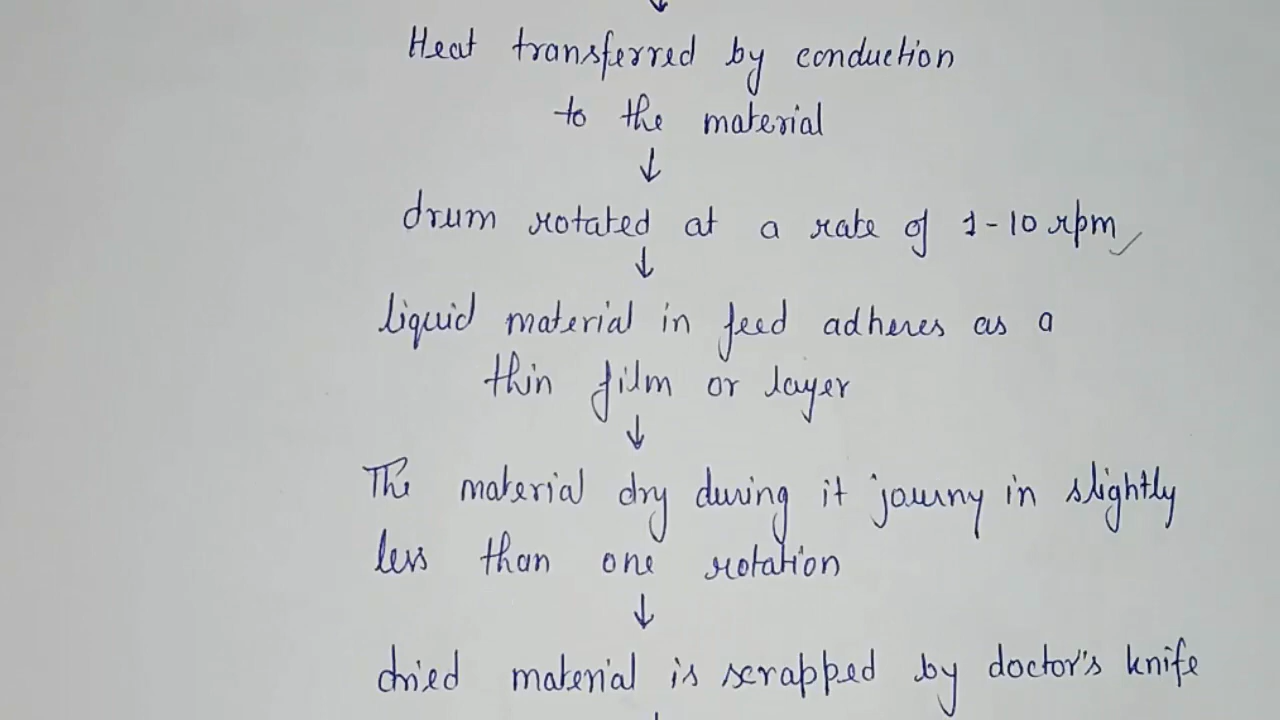 Heat transferred by conduction
to the material
↓
drum rotated at a rate of 1-10 rpm
↓
liquid material in feed adheres as a
thin film or layer
↓
The material dry during it journy in slightly
less than one rotation
↓
dried material is scrapped by doctor's knife